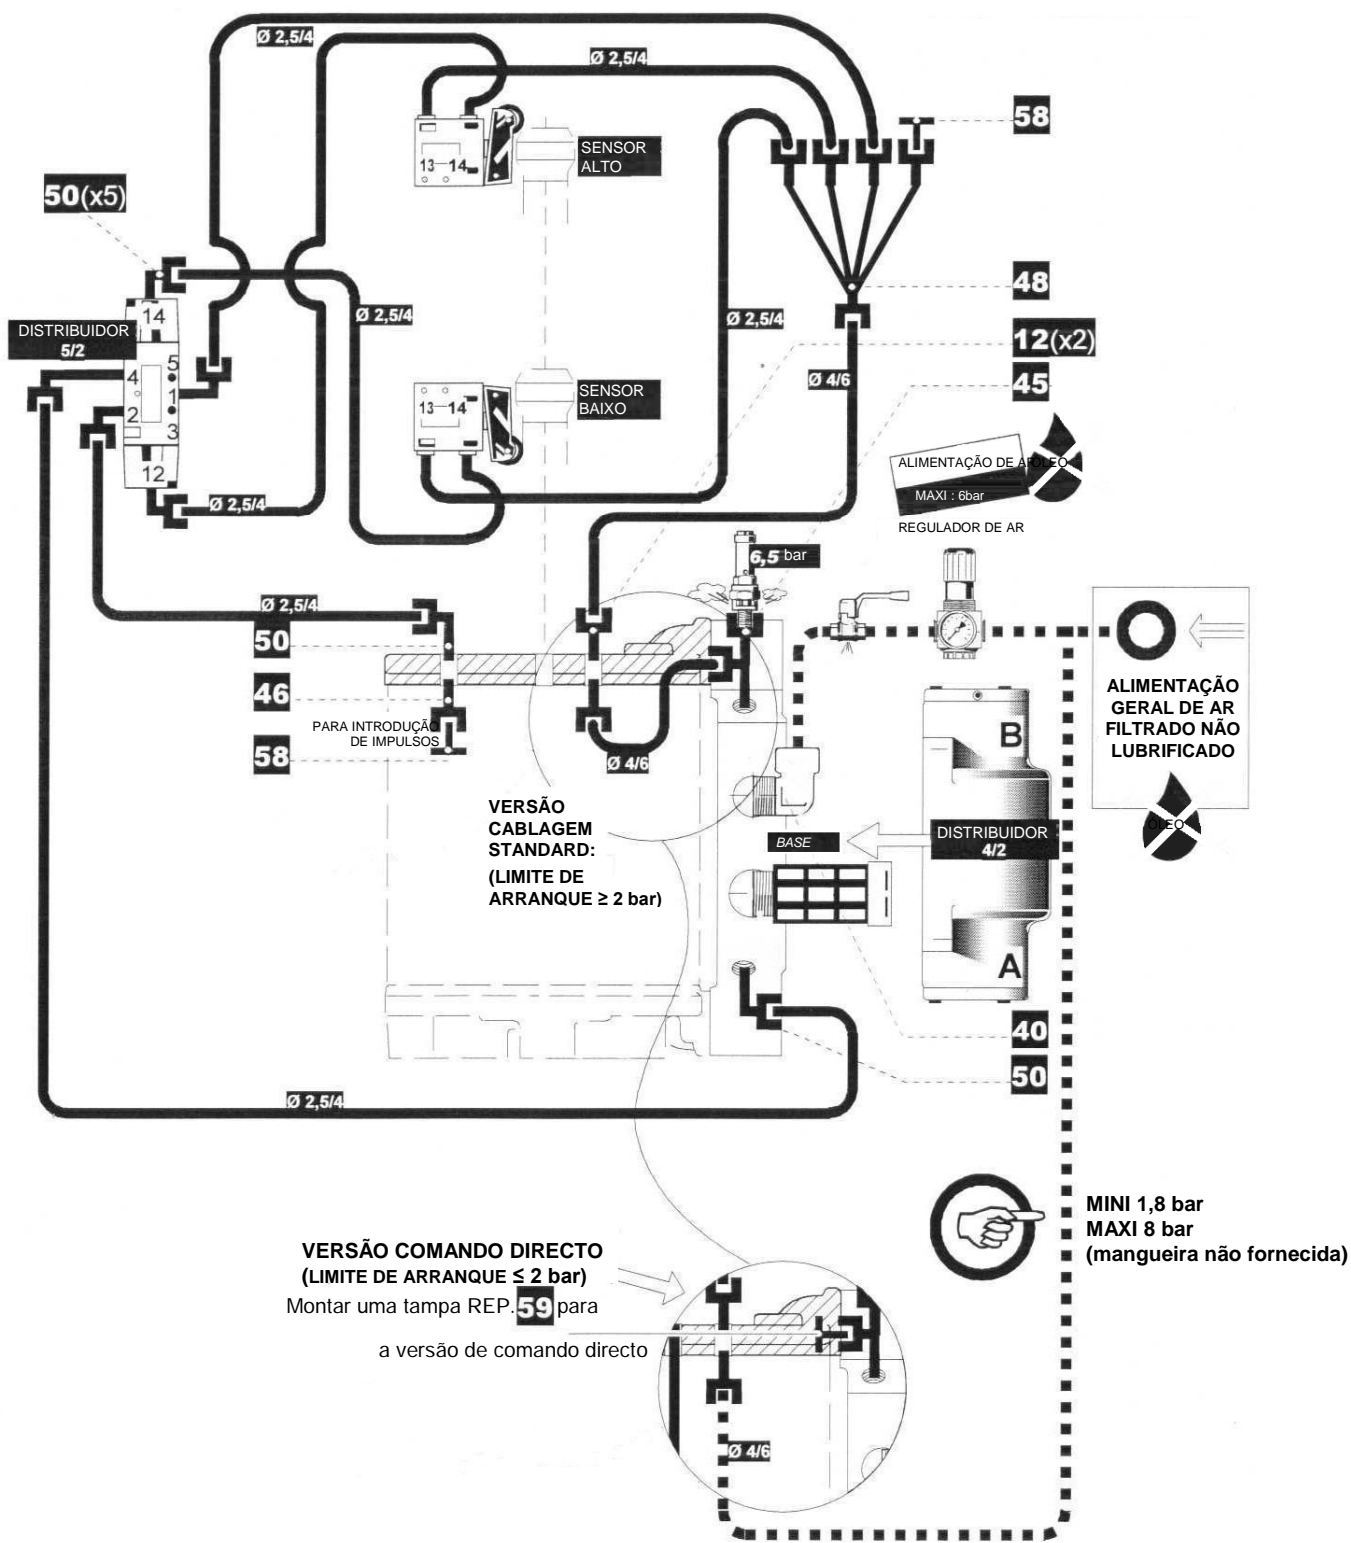 Ø 2,5/4
Ø 2,5/4
58
SENSOR
ALTO
13 14
50(x5)
48
14
Ø 2,5/4
Ø 2,5/4
DISTRIBUIDOR
5/2
12(x2)
5
4
1
2
3
12
SENSOR
BAIXO
13 14
Ø 4/6
45
ALIMENTAÇÃO DE AR
ÓLEO
MAXI : 6bar
REGULADOR DE AR
Ø 2,5/4
6,5 bar
Ø 2,5/4
50
46
PARA INTRODUÇÃO
DE IMPULSOS
58
Ø 4/6
ALIMENTAÇÃO
GERAL DE AR
FILTRADO NÃO
LUBRIFICADO
ÓLEO
B
VERSÃO
CABLAGEM
STANDARD:
(LIMITE DE
ARRANQUE ≥ 2 bar)
BASE
DISTRIBUIDOR
4/2
A
40
50
Ø 2,5/4
MINI 1,8 bar
MAXI 8 bar
(mangueira não fornecida)
VERSÃO COMANDO DIRECTO
(LIMITE DE ARRANQUE ≤ 2 bar)
Montar uma tampa REP. 59 para
a versão de comando directo
Ø 4/6